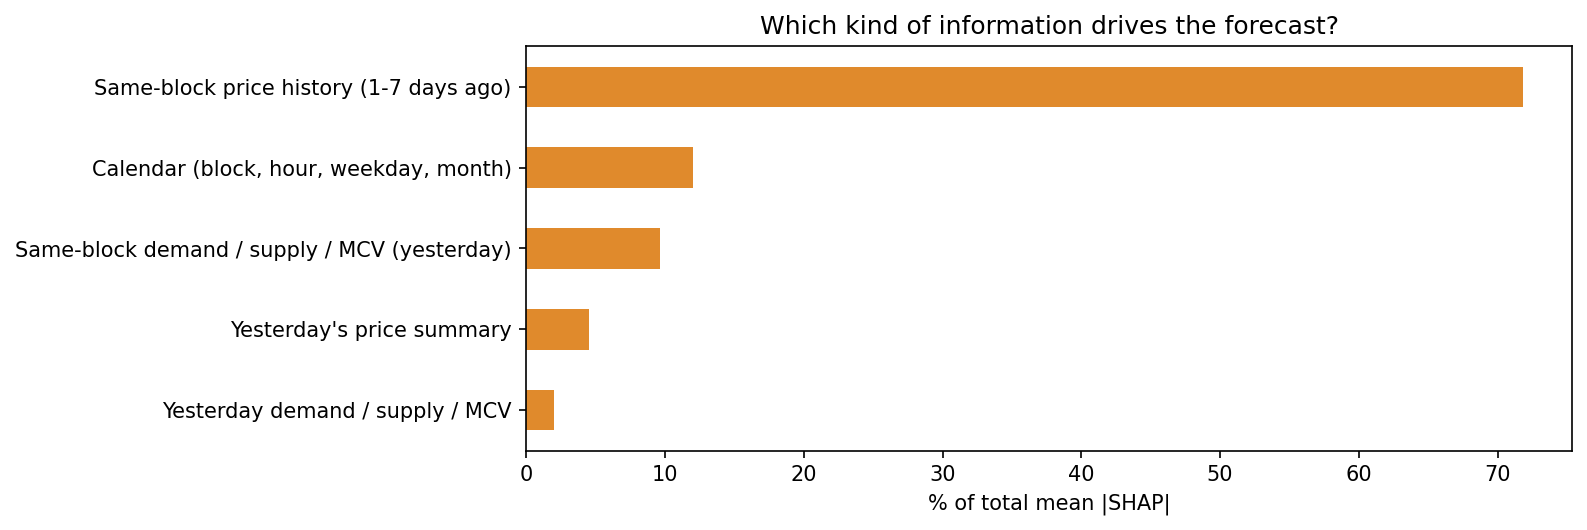 Which kind of information drives the forecast?
Same-block price history (1-7 days ago)
Calendar (block, hour, weekday, month)
Same-block demand / supply / MCV (yesterday)
Yesterday's price summary
Yesterday demand / supply / MCV
0 10 20 30 40 50 60 70
% of total mean |SHAP|